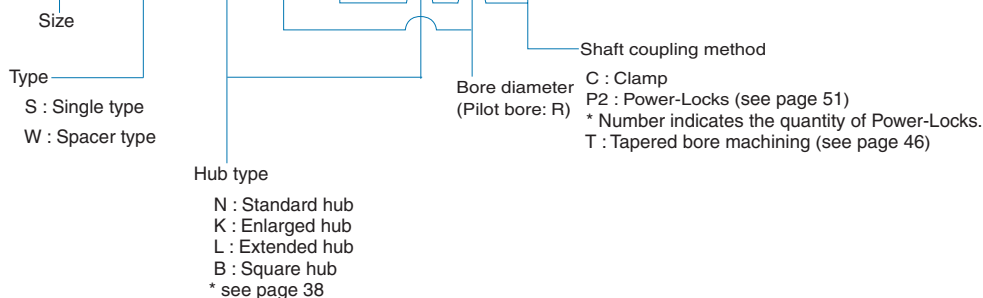 Size
Type
S : Single type
W : Spacer type
Hub type
N : Standard hub
K : Enlarged hub
L : Extended hub
B : Square hub
* see page 38
Bore diameter
(Pilot bore: R)
Shaft coupling method
C : Clamp
P2 : Power-Locks (see page 51)
* Number indicates the quantity of Power-Locks.
T : Tapered bore machining (see page 46)